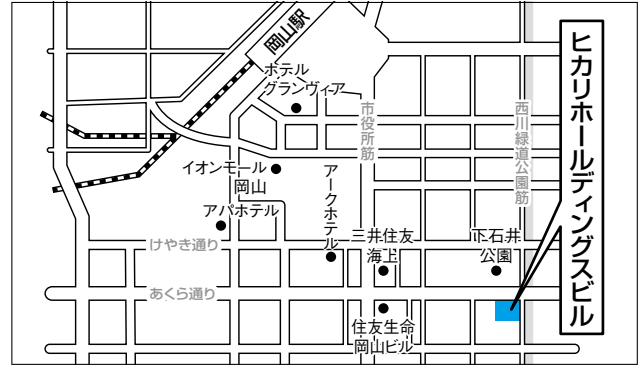 岡山駅
ホテル
グランヴィア
市役所筋
西川緑道公園筋
ヒカリホールディングスビル
イオンモール
岡山
アークホテル
アパホテル
三井住友
海上
下石井
公園
けやき通り
あくら通り
住友生命
岡山ビル